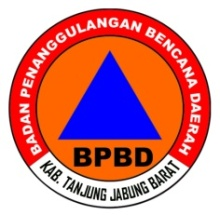 BADAN PENANGGULANGAN BENCANA DAERAH
BPBD
KAB. TANJUNG JABUNG BARAT